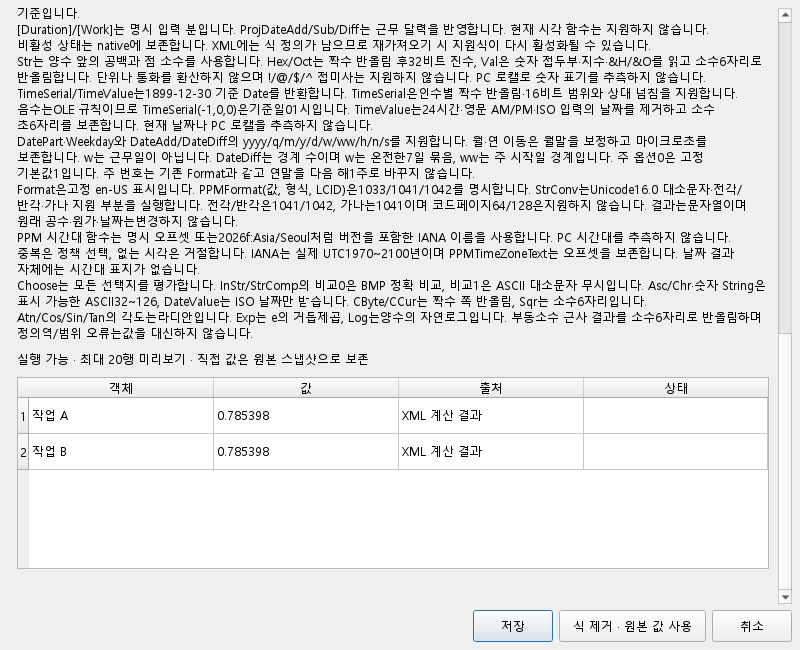 기준입니다.
[Duration]/[Work]는 명시 입력 분입니다. ProjDateAdd/Sub/Diff는 근무 달력을 반영합니다. 현재 시각 함수는 지원하지 않습니다.
비활성 상태는 native에 보존합니다. XML에는 식 정의가 남으므로 재가져오기 시 지원식이 다시 활성화될 수 있습니다.
Str는 양수 앞의 공백과 점 소수를 사용합니다. Hex/Oct는 짝수 반올림 후32비트 진수, Val은 숫자 접두부·지수·&H/&O를 읽고 소수6자리로
반올림합니다. 단위나 통화를 환산하지 않으며 !/@/$/^ 접미사는 지원하지 않습니다. PC 로캘로 숫자 표기를 추측하지 않습니다.
TimeSerial/TimeValue는1899-12-30 기준 Date를 반환합니다. TimeSerial은인수별 짝수 반올림·16비트 범위와 상대 넘침을 지원합니다.
음수는OLE 규칙이므로 TimeSerial(-1,0,0)은기준일01시입니다. TimeValue는24시간·영문 AM/PM·ISO 입력의 날짜를 제거하고 소수
초6자리를 보존합니다. 현재 날짜나 PC 로캘을 추측하지 않습니다.
DatePart·Weekday와 DateAdd/DateDiff의 yyyy/q/m/y/d/w/ww/h/n/s를 지원합니다. 월·연 이동은 월말을 보정하고 마이크로초를
보존합니다. w는 근무일이 아닙니다. DateDiff는 경계 수이며 w는 온전한7일 묶음, ww는 주 시작일 경계입니다. 주 옵션0은 고정
기본값1입니다. 주 번호는 기존 Format과 같고 연말을 다음 해1주로 바꾸지 않습니다.
Format은고정 en-US 표시입니다. PPMFormat(값, 형식, LCID)은1033/1041/1042를 명시합니다. StrConv는Unicode16.0 대소문자·전각/
반각·가나 지원 부분을 실행합니다. 전각/반각은1041/1042, 가나는1041이며 코드페이지64/128은지원하지 않습니다. 결과는문자열이며
원래 공수·원가·날짜는변경하지 않습니다.
PPM 시간대 함수는 명시 오프셋 또는2026f:Asia/Seoul처럼 버전을 포함한 IANA 이름을 사용합니다. PC 시간대를 추측하지 않습니다.
중복은 정책 선택, 없는 시각은 거절합니다. IANA는 실제 UTC1970~2100년이며 PPMTimeZoneText는 오프셋을 보존합니다. 날짜 결과
자체에는 시간대 표지가 없습니다.
Choose는 모든 선택지를 평가합니다. InStr/StrComp의 비교0은 BMP 정확 비교, 비교1은 ASCII 대소문자 무시입니다. Asc/Chr·숫자 String은
표시 가능한 ASCII32~126, DateValue는 ISO 날짜만 받습니다. CByte/CCur는 짝수 쪽 반올림, Sqr는 소수6자리입니다.
Atn/Cos/Sin/Tan의 각도는라디안입니다. Exp는 e의 거듭제곱, Log는양수의 자연로그입니다. 부동소수 근사 결과를 소수6자리로 반올림하며
정의역/범위 오류는값을 대신하지 않습니다.
실행 가능 · 최대 20행 미리보기 · 직접 값은 원본 스냅샷으로 보존
객체 값 출처 상태
1 작업 A 0.785398 XML 계산 결과
2 작업 B 0.785398 XML 계산 결과
저장 식 제거 · 원본 값 사용 취소